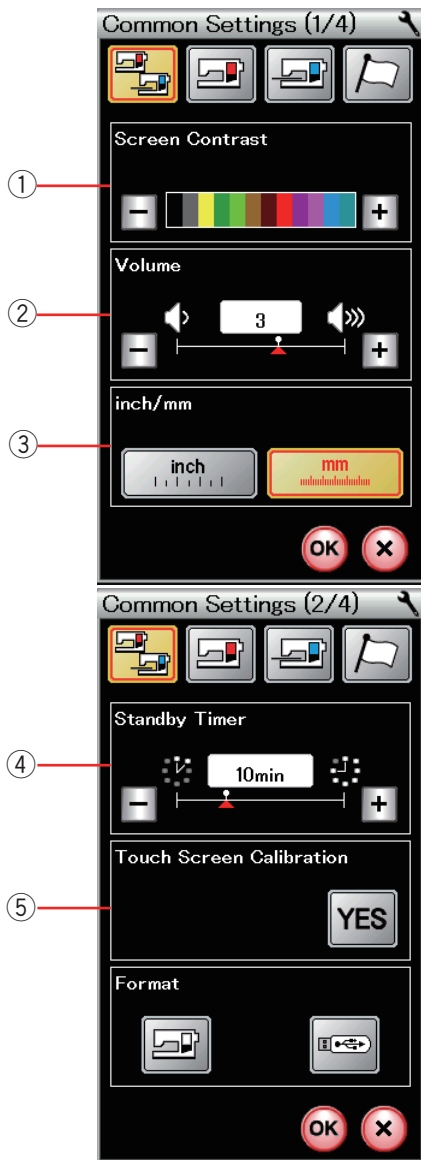 Common Settings (1/4)
Screen Contrast
①
− +
Volume
②
3
− +
inch/mm
③
inch mm
OK ×
Common Settings (2/4)
Standby Timer
④
10min
− +
Touch Screen Calibration
⑤
YES
Format
OK ×